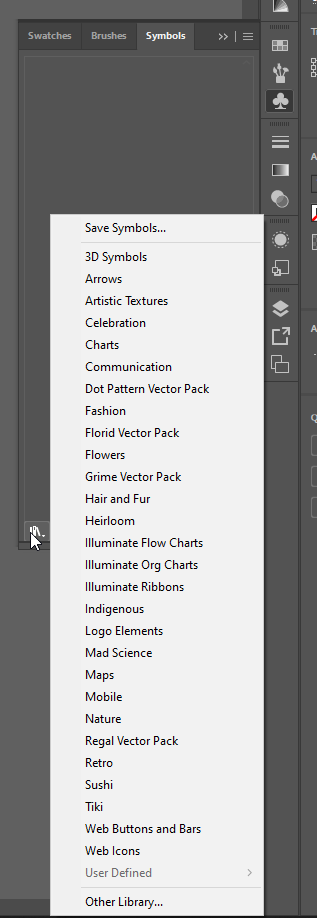 Swatches Brushes Symbols
Save Symbols...
3D Symbols
Arrows
Artistic Textures
Celebration
Charts
Communication
Dot Pattern Vector Pack
Fashion
Florid Vector Pack
Flowers
Grime Vector Pack
Hair and Fur
Heirloom
Illuminate Flow Charts
Illuminate Org Charts
Illuminate Ribbons
Indigenous
Logo Elements
Mad Science
Maps
Mobile
Nature
Regal Vector Pack
Retro
Sushi
Tiki
Web Buttons and Bars
Web Icons
User Defined
Other Library...